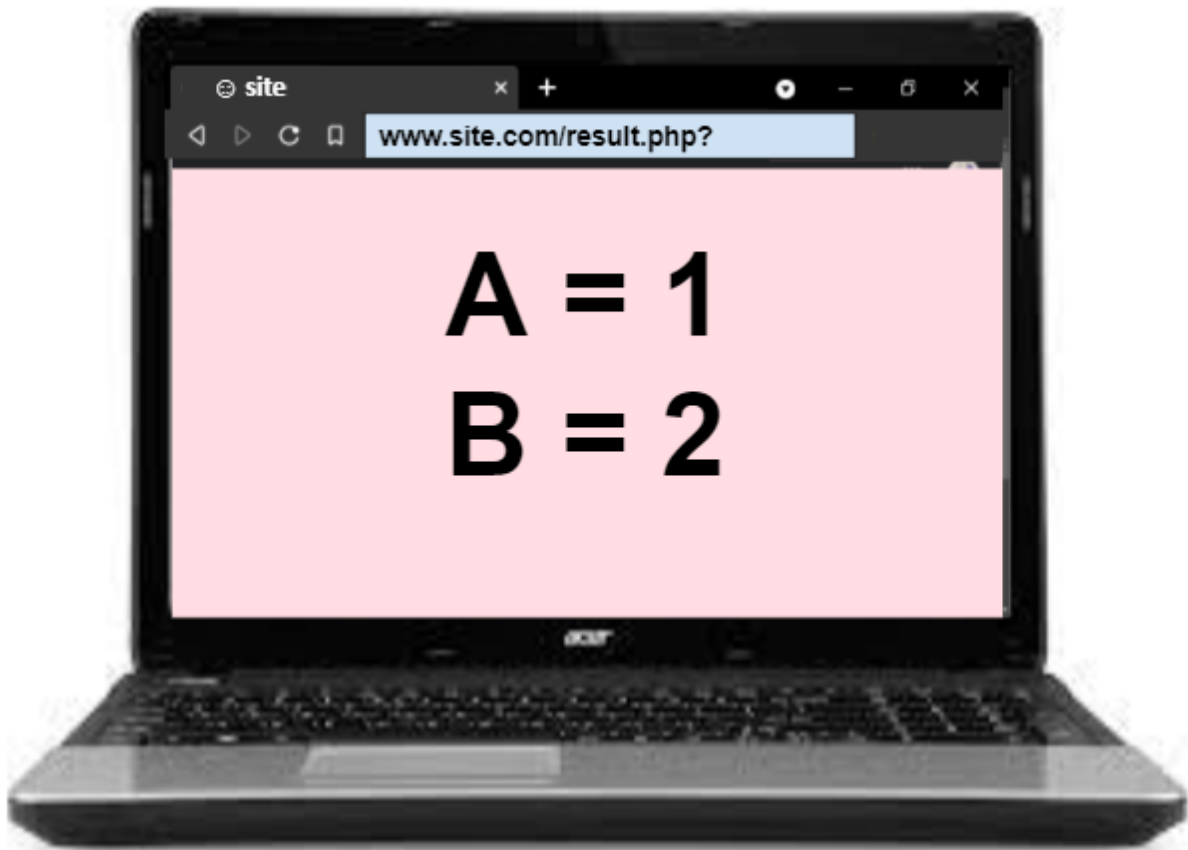 site
www.site.com/result.php?
A = 1
B = 2
acer